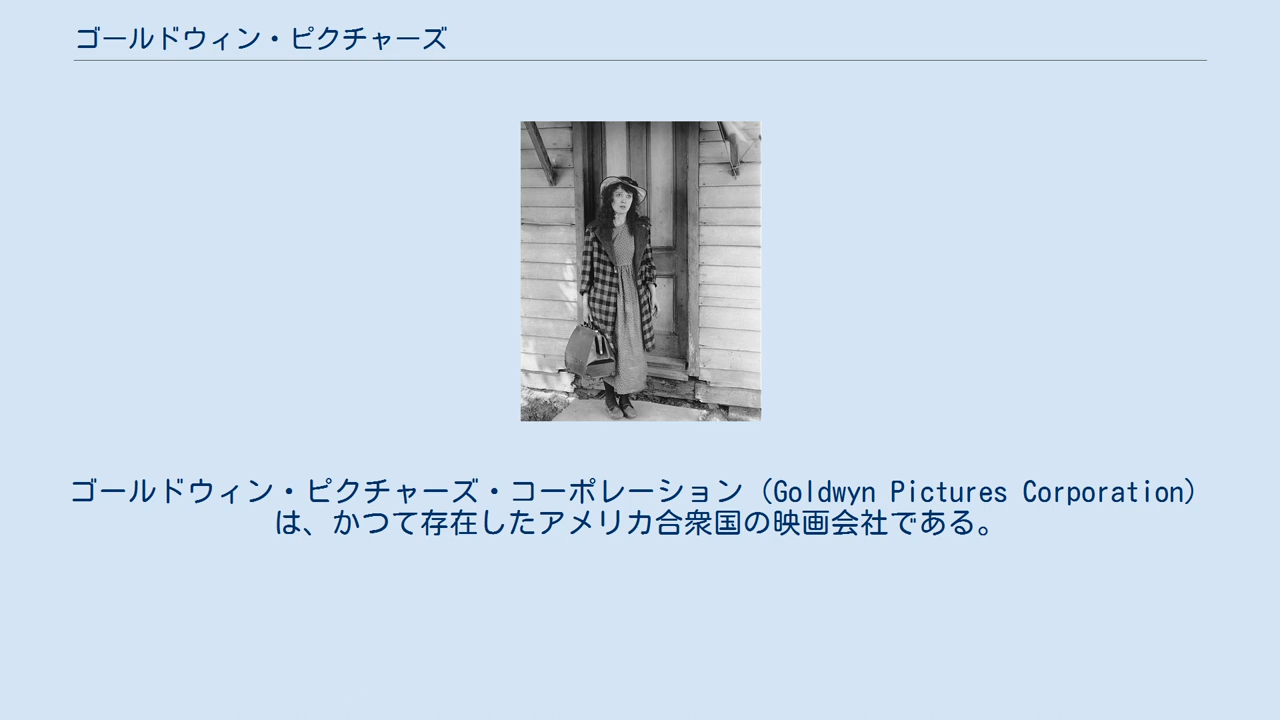 ゴールドウィン・ピクチャーズ
ゴールドウィン・ピクチャーズ・コーポレーション（Goldwyn Pictures Corporation）
は、かつて存在したアメリカ合衆国の映画会社である。